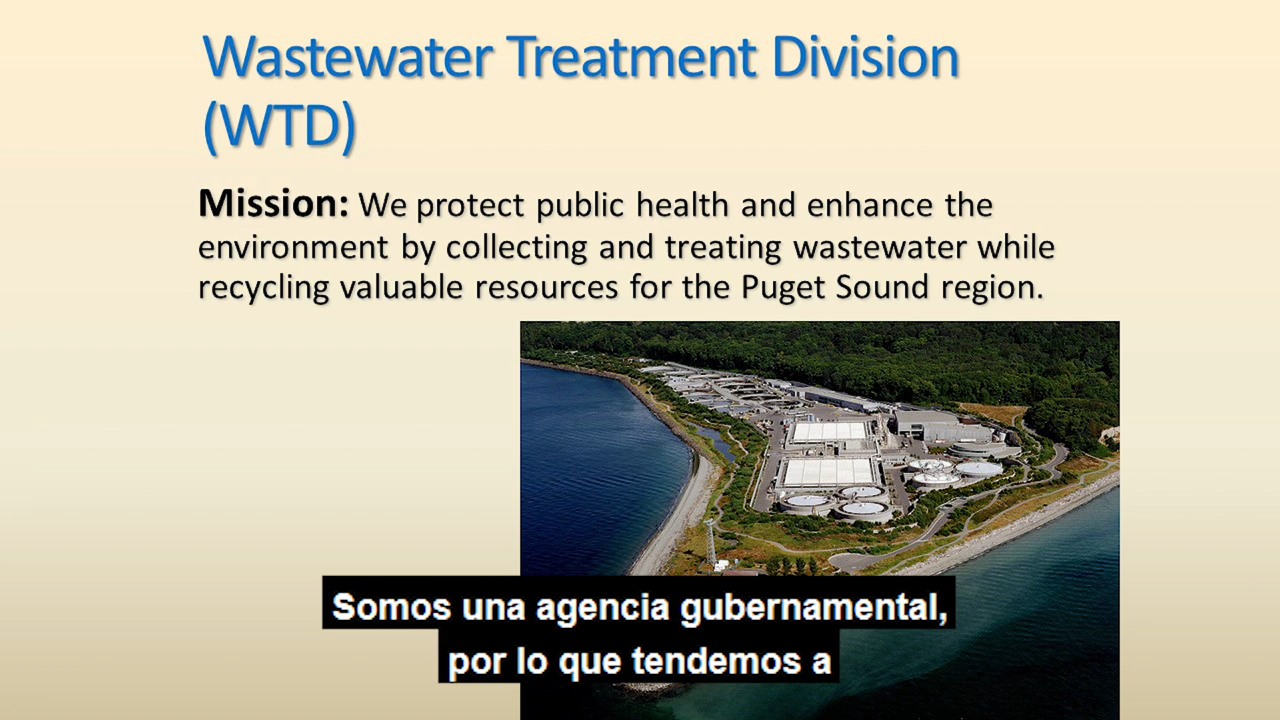 Wastewater Treatment Division
(WTD)
Mission: We protect public health and enhance the
environment by collecting and treating wastewater while
recycling valuable resources for the Puget Sound region.
Somos una agencia gubernamental,
por lo que tendemos a